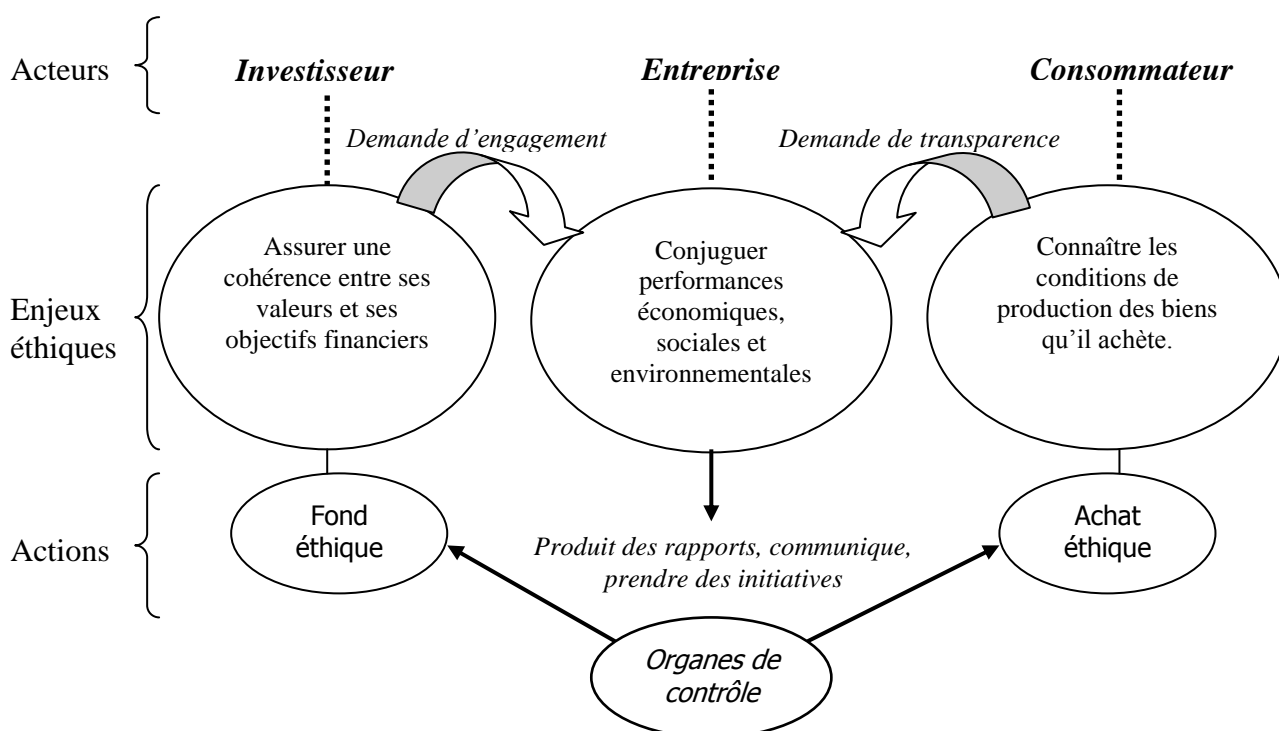 Acteurs
Investisseur
Entreprise
Consommateur
Demande d'engagement
Demande de transparence
Enjeux
éthiques
Assurer une
cohérence entre ses
valeurs et ses
objectifs financiers
Conjuguer
performances
économiques,
sociales et
environnementales
Connaître les
conditions de
production des biens
qu'il achète.
Actions
Fond
éthique
Produit des rapports, communique,
prendre des initiatives
Achat
éthique
Organes de
contrôle